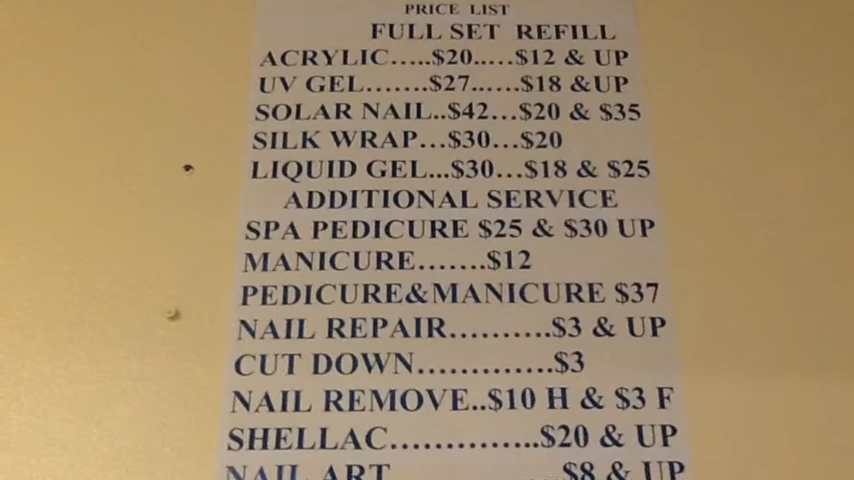 PRICE LIST
FULL SET REFILL
ACRYLIC.....$20.....$12 & UP
UV GEL.......$27......$18 &UP
SOLAR NAIL..$42...$20 & $35
SILK WRAP...$30...$20
LIQUID GEL...$30...$18 & $25
ADDITIONAL SERVICE
SPA PEDICURE $25 & $30 UP
MANICURE.......$12
PEDICURE&MANICURE $37
NAIL REPAIR..........$3 & UP
CUT DOWN.............$3
NAIL REMOVE..$10 H & $3 F
SHELLAC..............$20 & UP
NAIL ART................$8 & UP